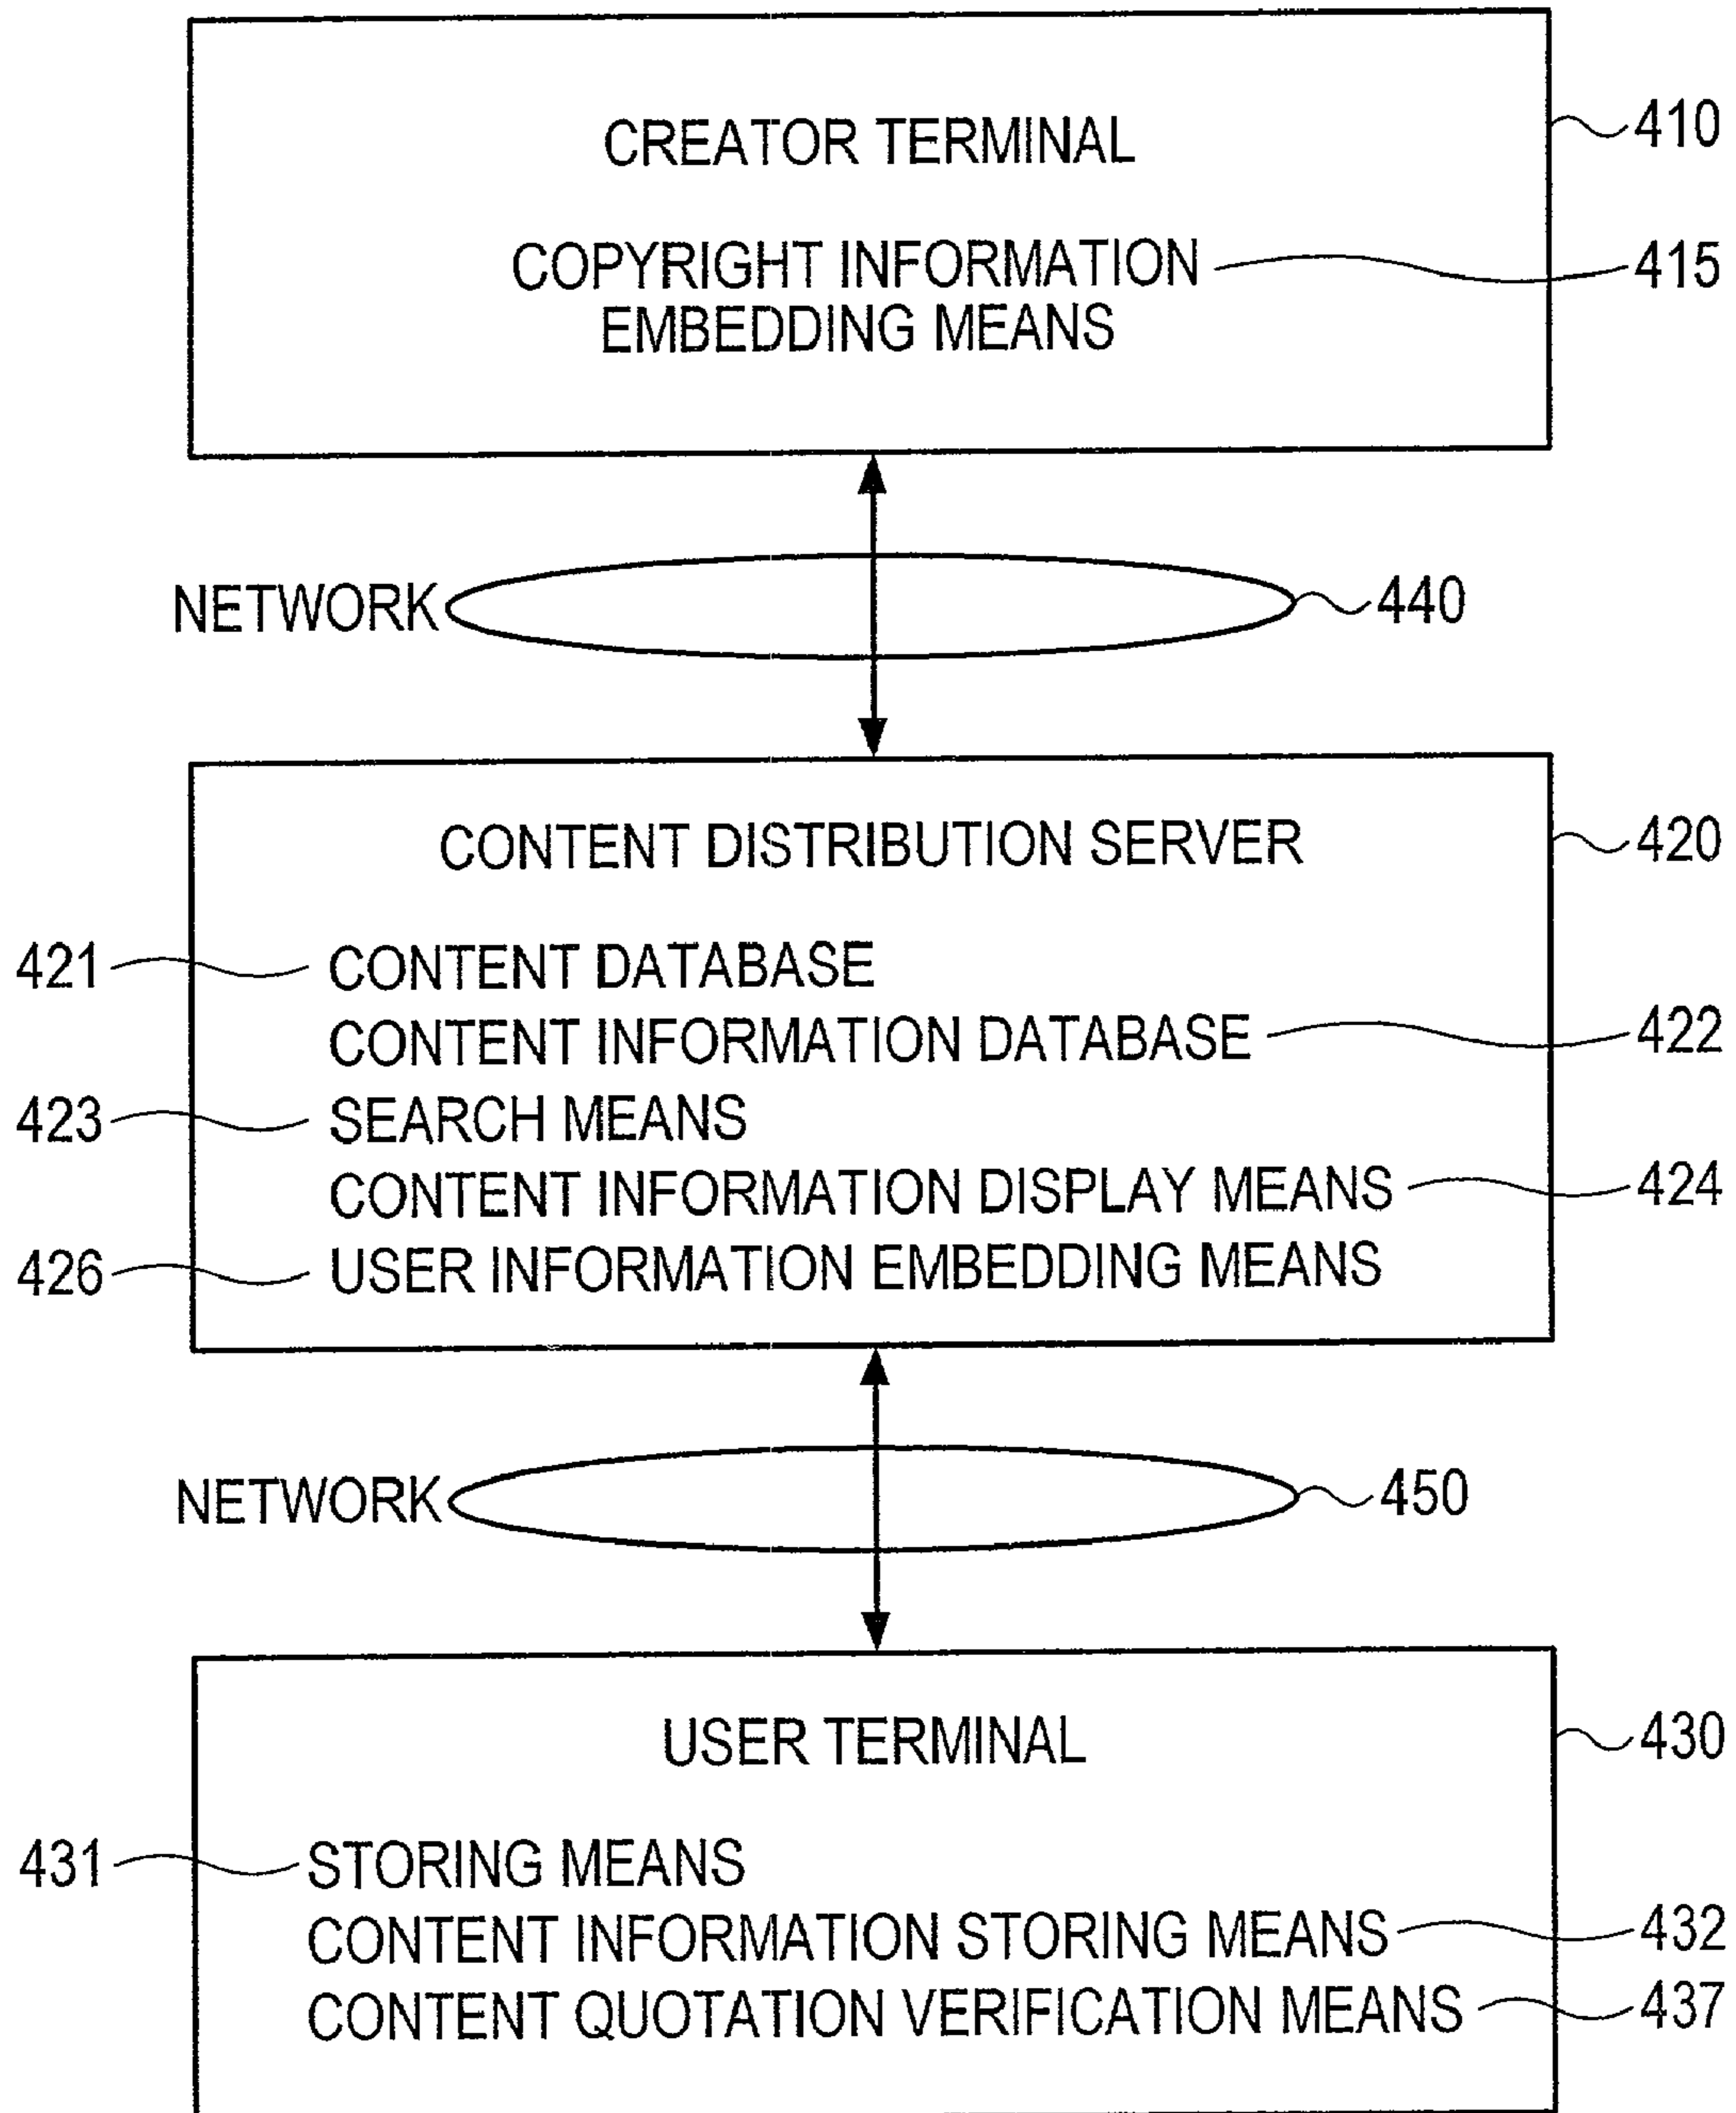 CREATOR TERMINAL
410
COPYRIGHT INFORMATION
EMBEDDING MEANS
415
NETWORK
440
CONTENT DISTRIBUTION SERVER
420
421
CONTENT DATABASE
CONTENT INFORMATION DATABASE
422
423
SEARCH MEANS
CONTENT INFORMATION DISPLAY MEANS
424
426
USER INFORMATION EMBEDDING MEANS
NETWORK
450
USER TERMINAL
430
431
STORING MEANS
CONTENT INFORMATION STORING MEANS
432
CONTENT QUOTATION VERIFICATION MEANS
437